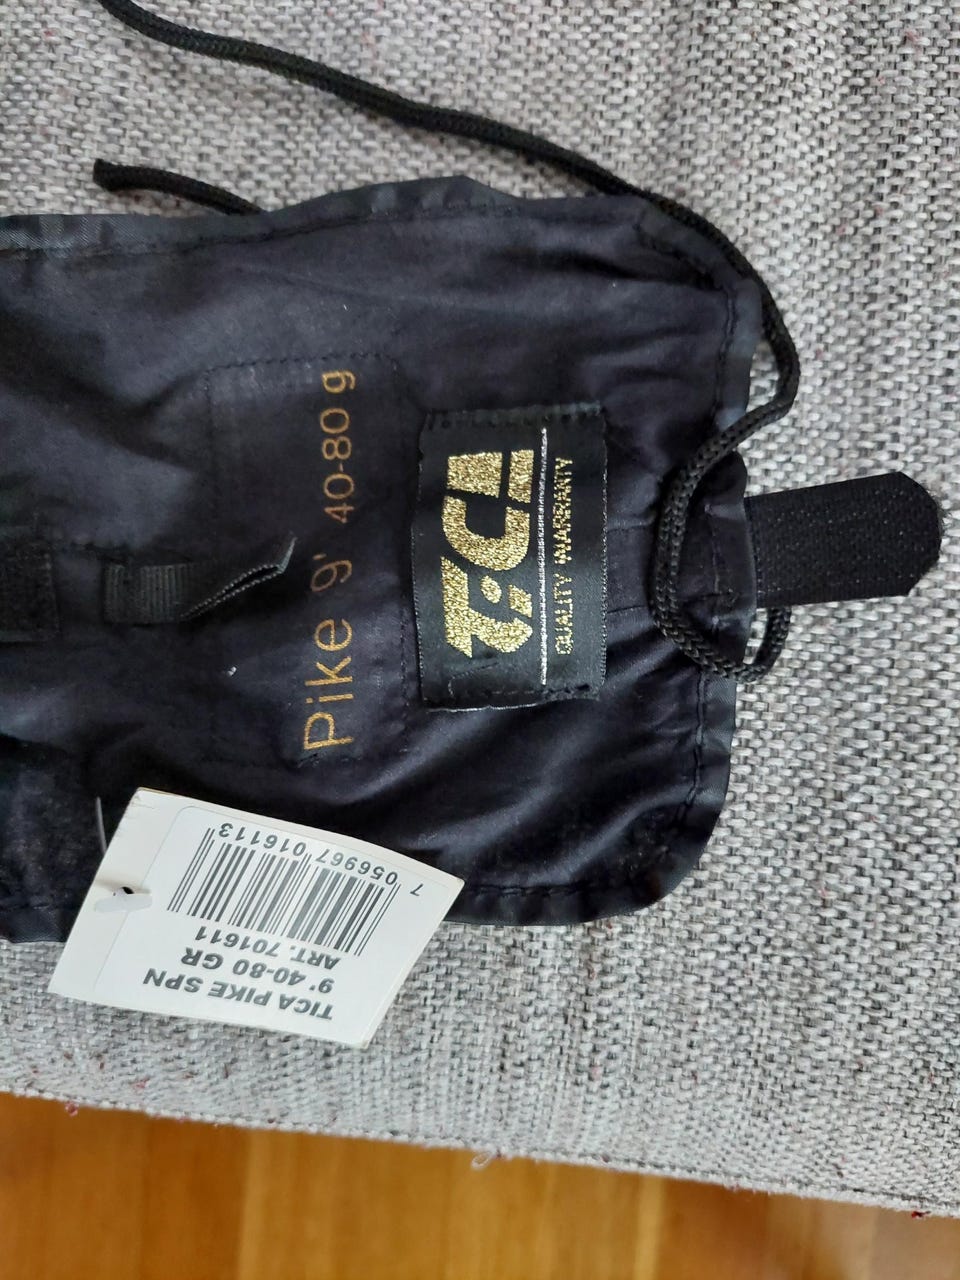 Pike 9' 40-80 g
TICA
QUALITY WARRANTY
TICA PIKE SPN
9' 40-80 GR
ART. 701611
7 056967 016113